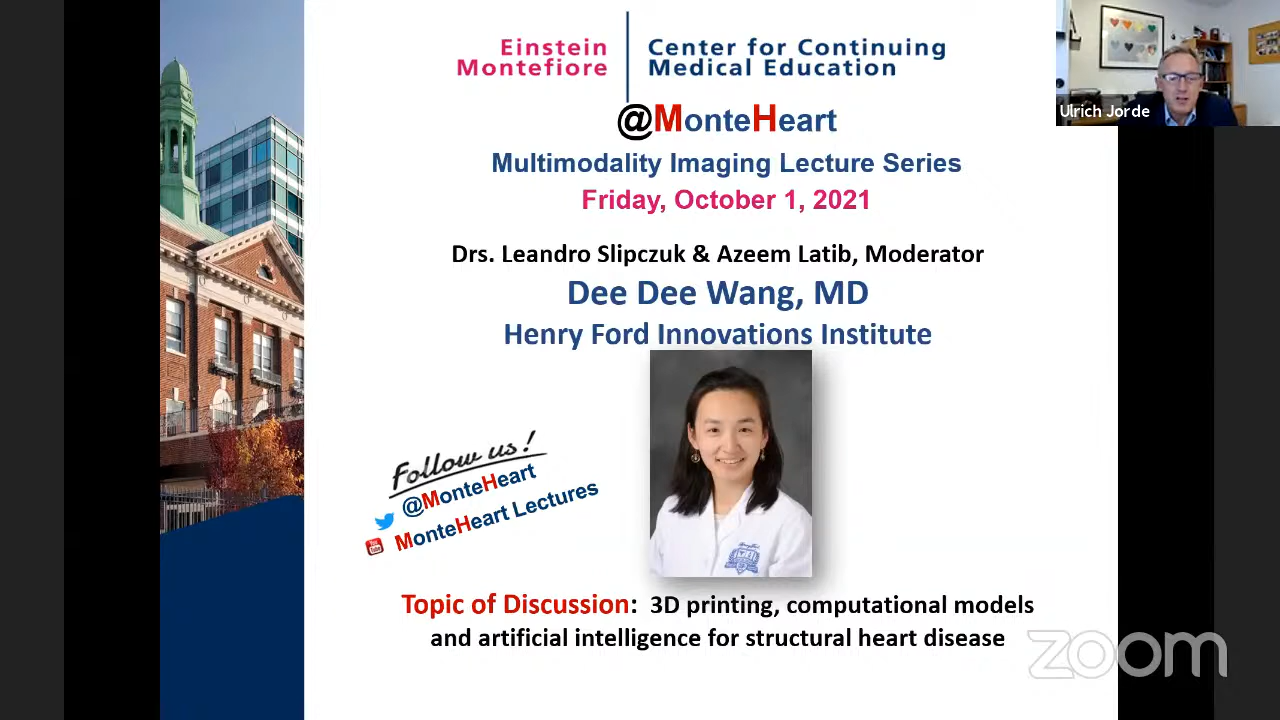 Einstein
Montefiore
Center for Continuing
Medical Education
@MonteHeart
Multimodality Imaging Lecture Series
Friday, October 1, 2021
Drs. Leandro Slipczuk & Azeem Latib, Moderator
Dee Dee Wang, MD
Henry Ford Innovations Institute
Follow us!
@MonteHeart
MonteHeart Lectures
Topic of Discussion: 3D printing, computational models
and artificial intelligence for structural heart disease
Ulrich Jorde
zoom